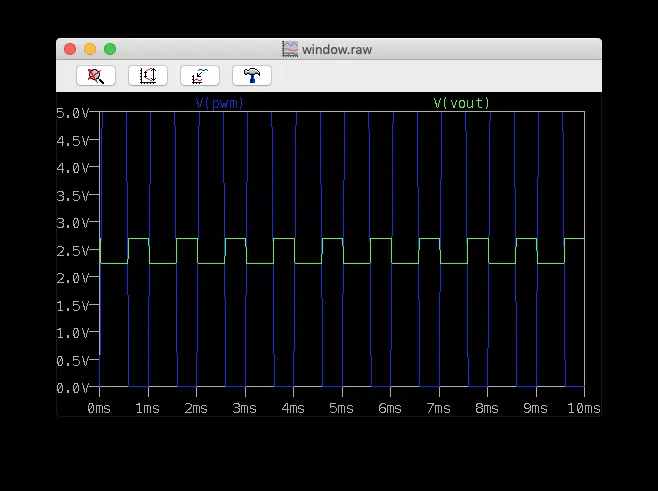 window.raw
V(pwm) V(vout)
5.0V
4.5V
4.0V
3.5V
3.0V
2.5V
2.0V
1.5V
1.0V
0.5V
0.0V
0ms 1ms 2ms 3ms 4ms 5ms 6ms 7ms 8ms 9ms 10ms